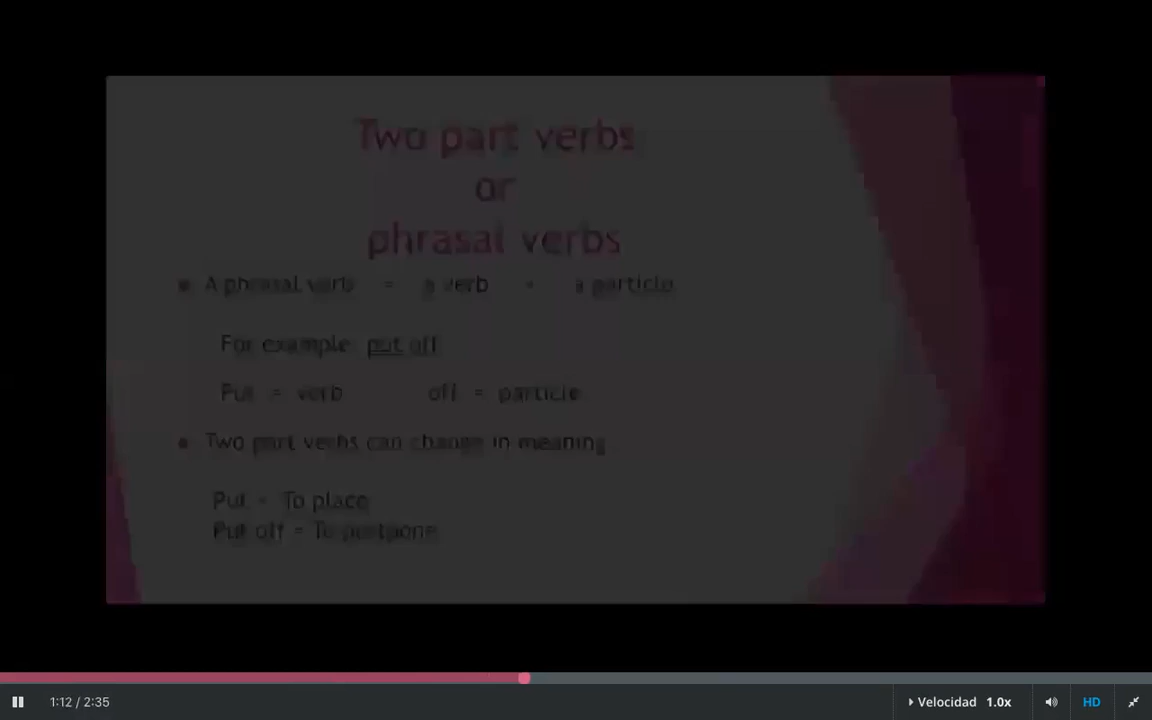 Two part verbs
or
phrasal verbs
A phrasal verb = a verb + a particle
For example put off
Put = verb off = particle
Two part verbs can change in meaning
Put = To place
Put off = To postpone
1:12 / 2:35
Velocidad 1.0x
HD